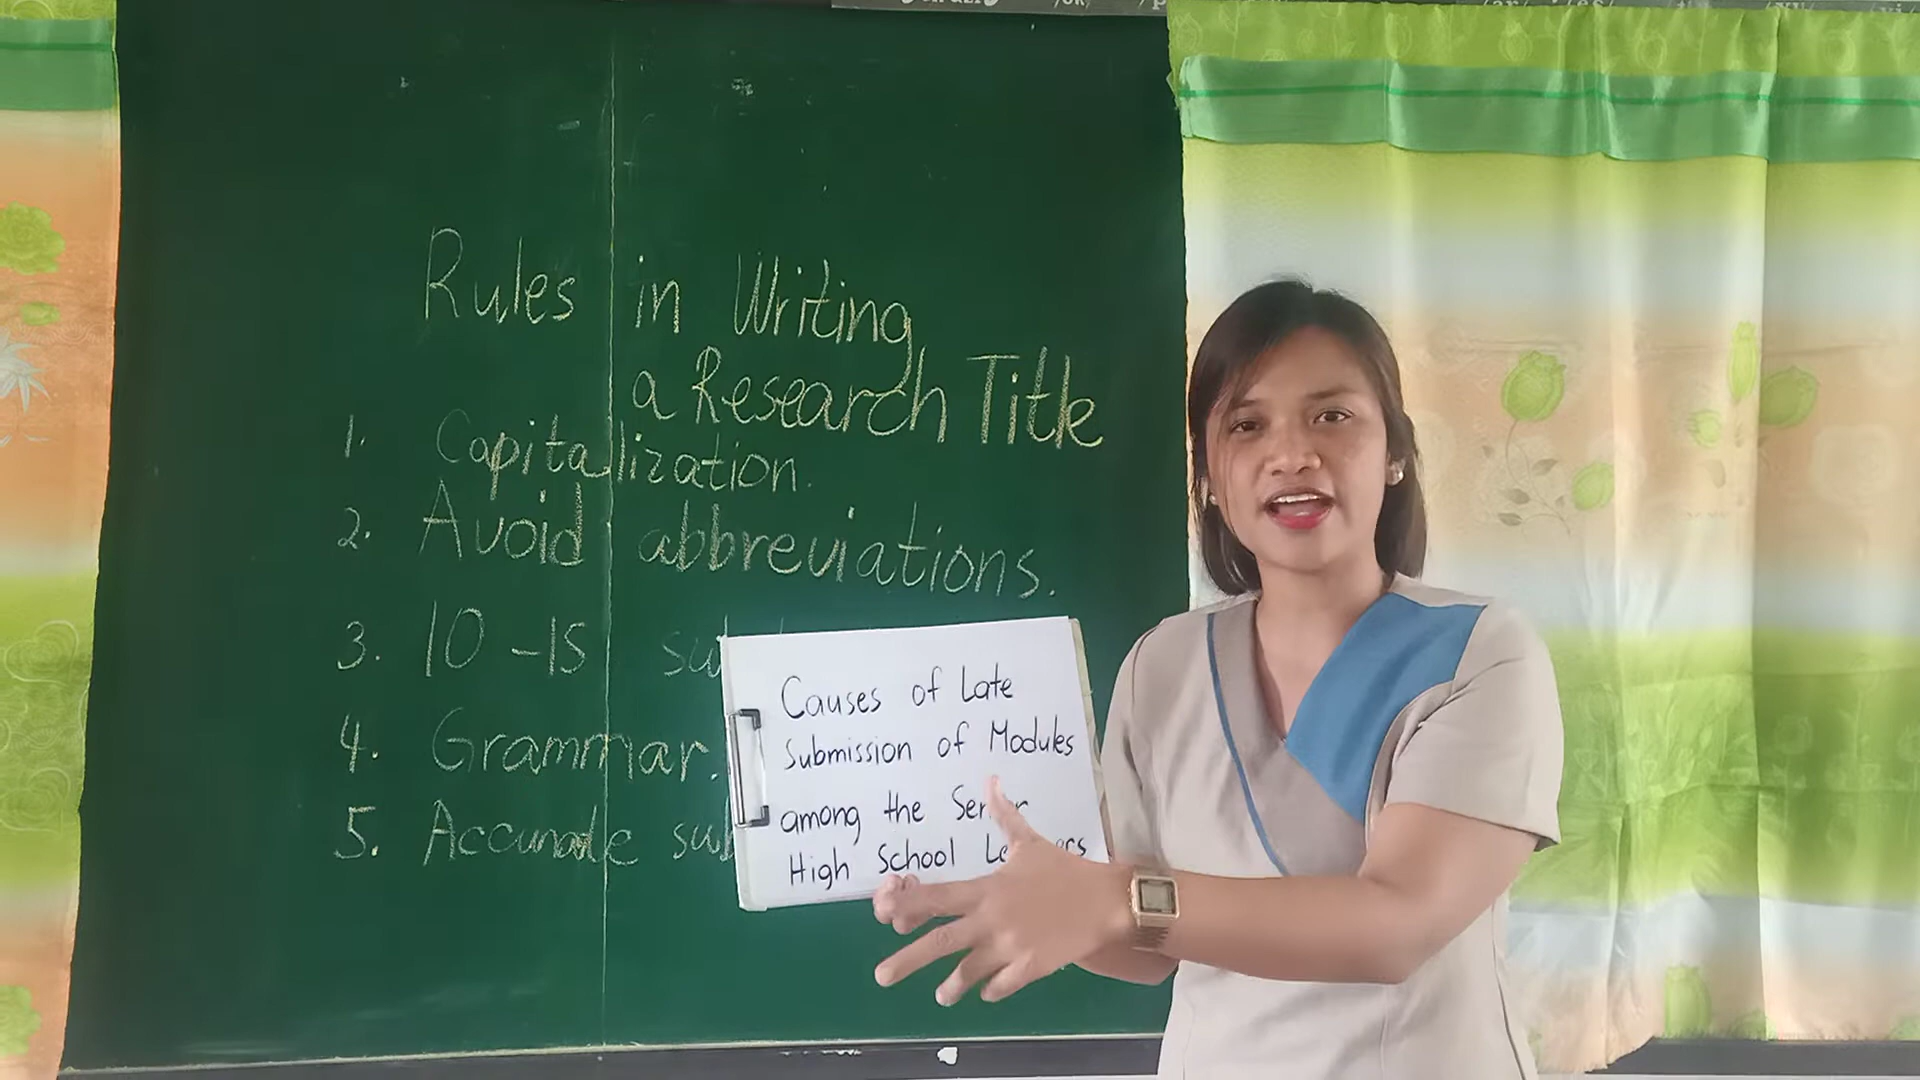 Rules in Writing
a Research Title
1. Capitalization.
2. Avoid abbreviations.
3. 10-15
4. Grammar.
5. Accurate
Causes of Late
Submission of Modules
among the
High School